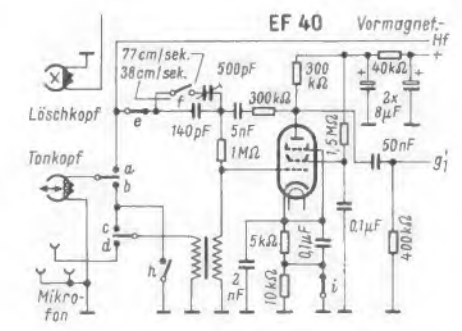 EF 40
Vormagnet.-
Hf
+
77cm/sek.
38cm/sek.
500pF
f
300
kΩ
40kΩ
2x
8µF
Löschkopf
e
140pF
5nF
300kΩ
1,5MΩ
50nF
1MΩ
g1'
Tonkopf
a
b
c
d
h
5kΩ
0,1µF
0,1µF
400kΩ
2
nF
10kΩ
i
Mikro-
fon